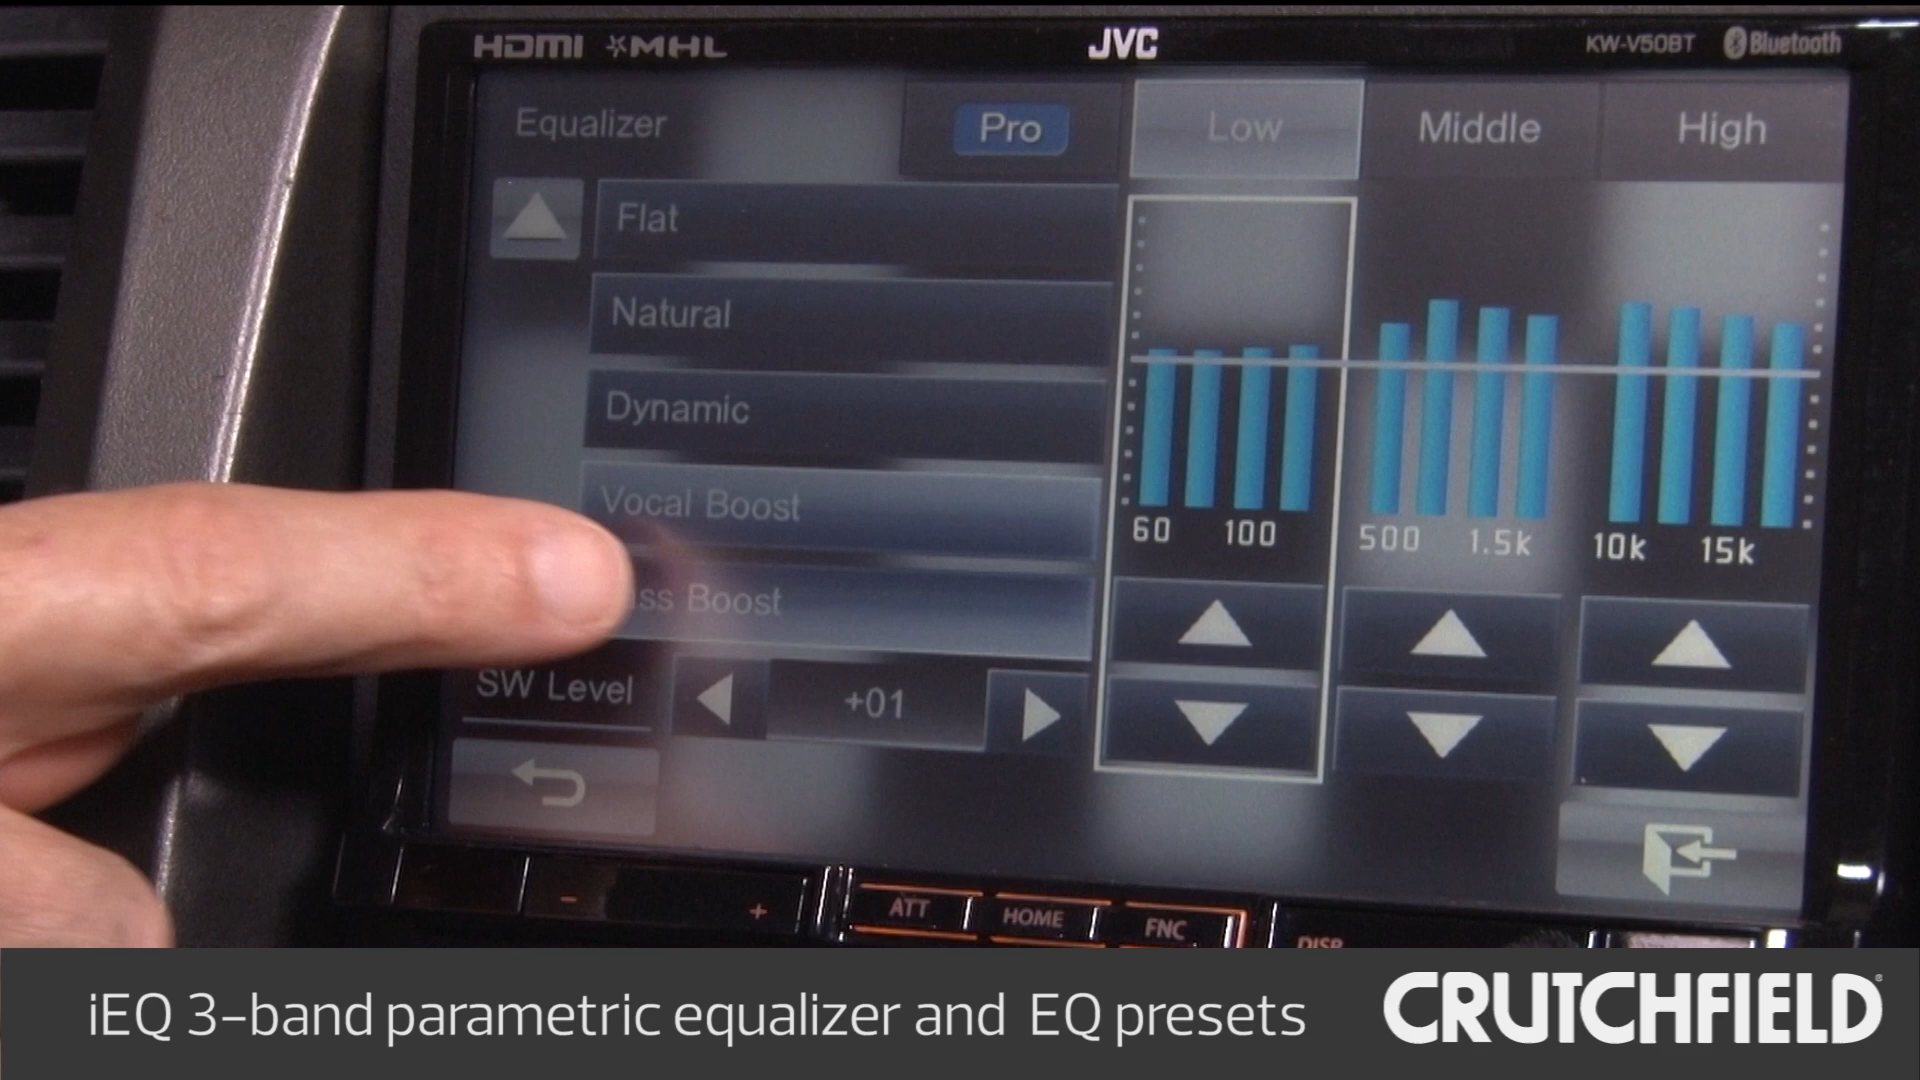 HDMI MHL JVC KW-V50BT Bluetooth
Equalizer Pro Low Middle High
Flat
Natural
Dynamic
Vocal Boost
Boost
60 100 500 1.5k 10k 15k
SW Level +01
- + ATT HOME FNC DISP
iEQ 3-band parametric equalizer and EQ presets
CRUTCHFIELD